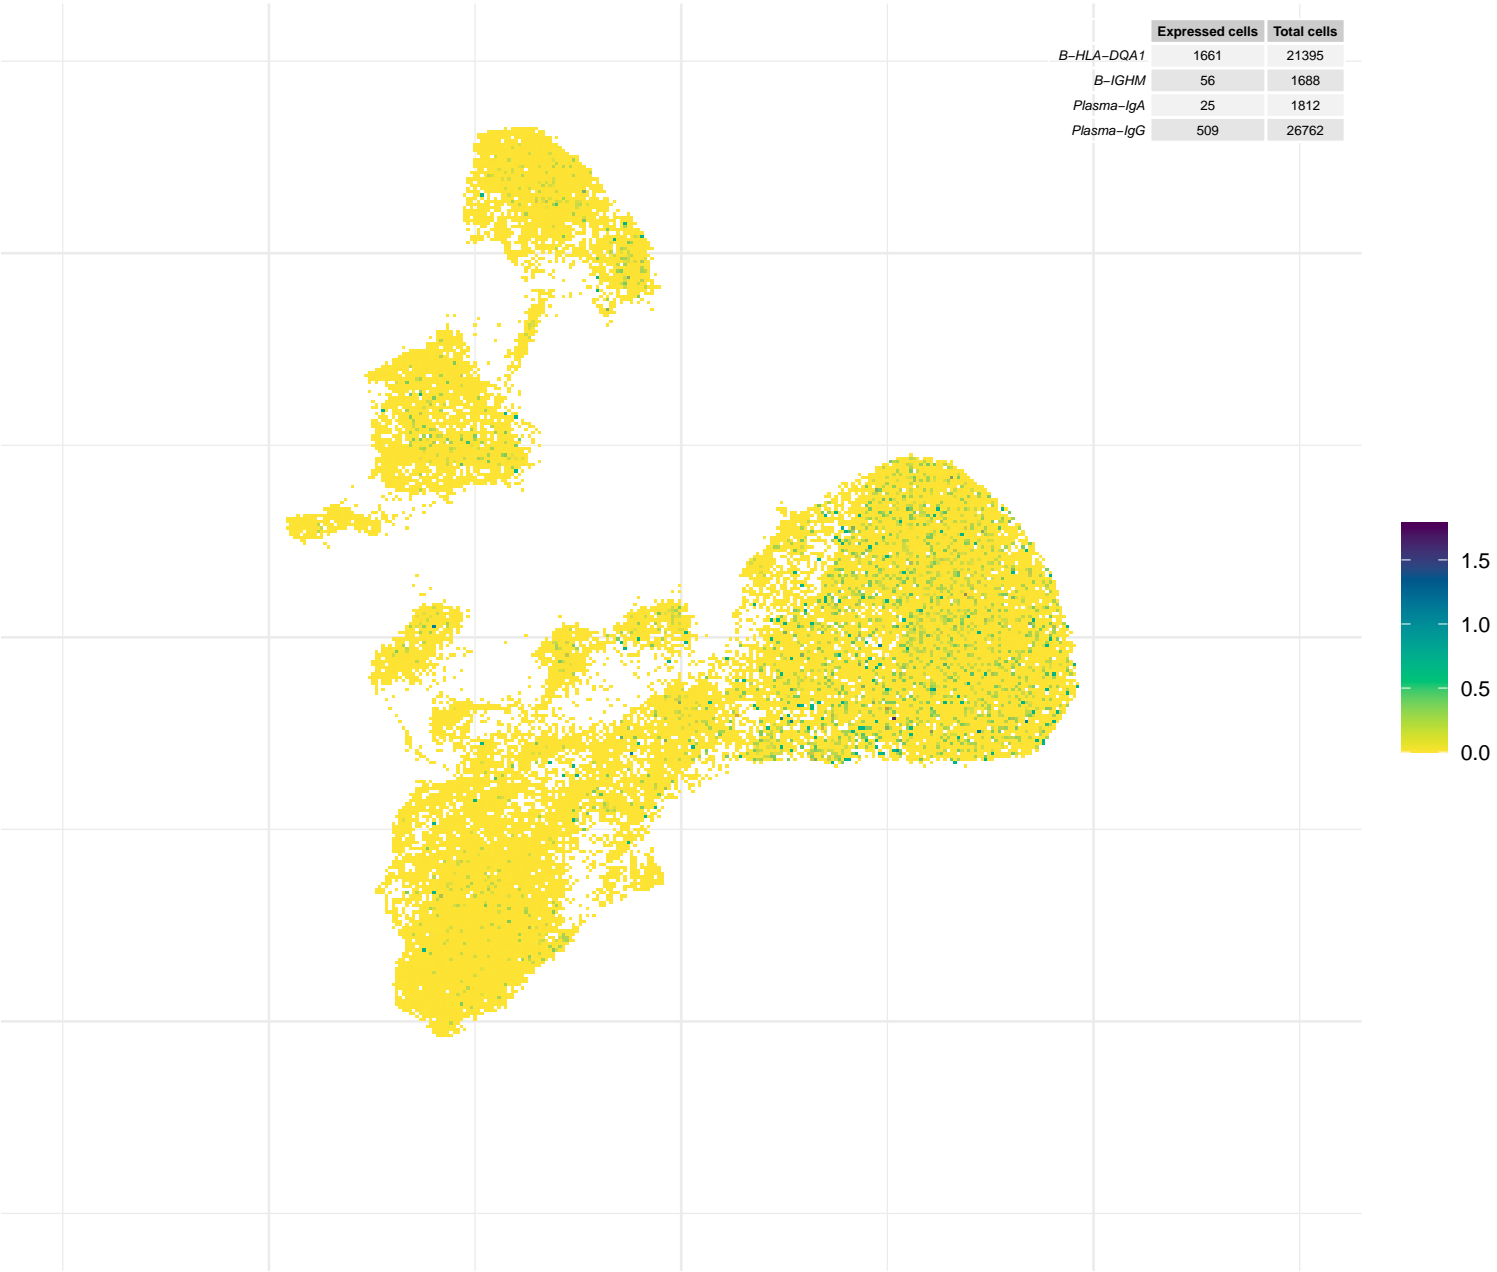 Expressed cells Total cells
B−HLA−DQA1 1661 21395
B−IGHM 56 1688
Plasma−IgA 25 1812
Plasma−IgG 509 26762
1.5
1.0
0.5
0.0